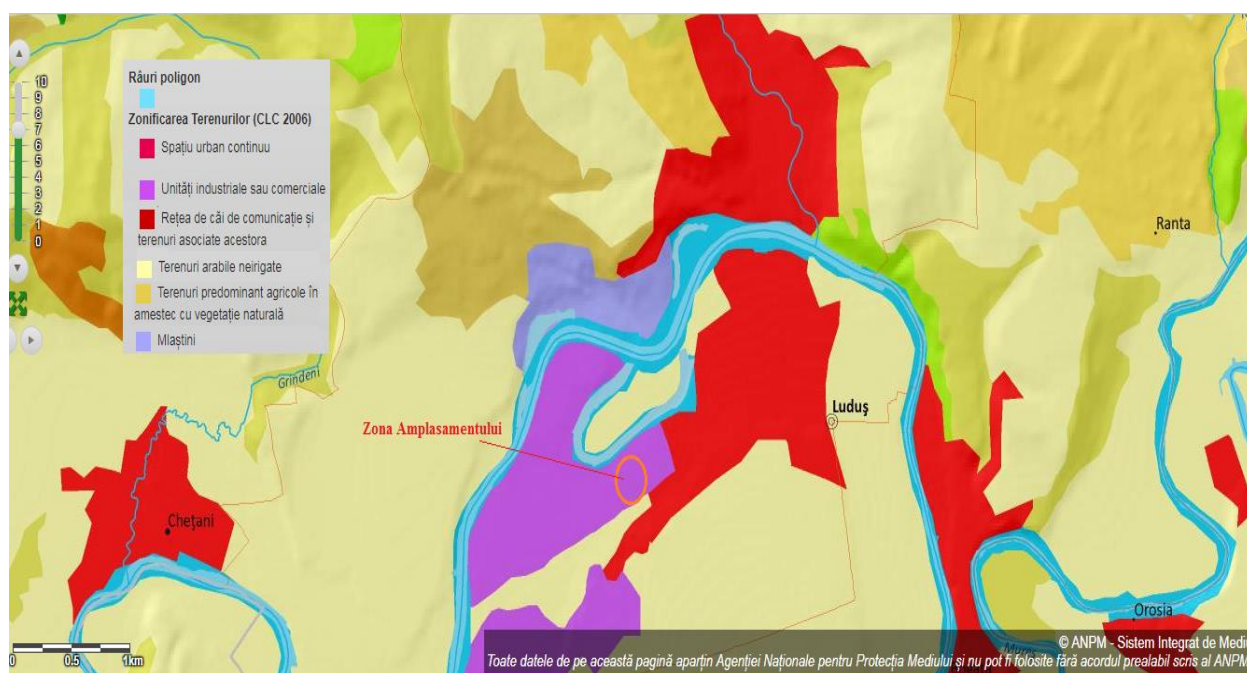 10
9
8
7
6
5
4
3
2
1
0
Râuri poligon
Zonificarea Terenurilor (CLC 2006)
Spațiu urban continuu
Unități industriale sau comerciale
Rețea de căi de comunicație și
terenuri asociate acestora
Terenuri arabile neirigate
Terenuri predominant agricole în
amestec cu vegetație naturală
Mlaștini
Grindeni
Ranta
Luduș
Zona Amplasamentului
Chețani
Orosia
Mureș
0 0.5 1km
© ANPM - Sistem Integrat de Mediu
Toate datele de pe această pagină aparțin Agenției Naționale pentru Protecția Mediului și nu pot fi folosite fără acordul prealabil scris al ANPM